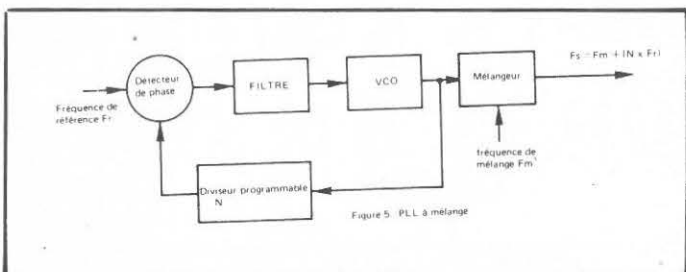 Détecteur
de phase
FILTRE
VCO
Mélangeur
Fs = Fm + (N x Fr)
Fréquence de
référence Fr
fréquence de
mélange Fm
Diviseur programmable
N
Figure 5. PLL à mélange